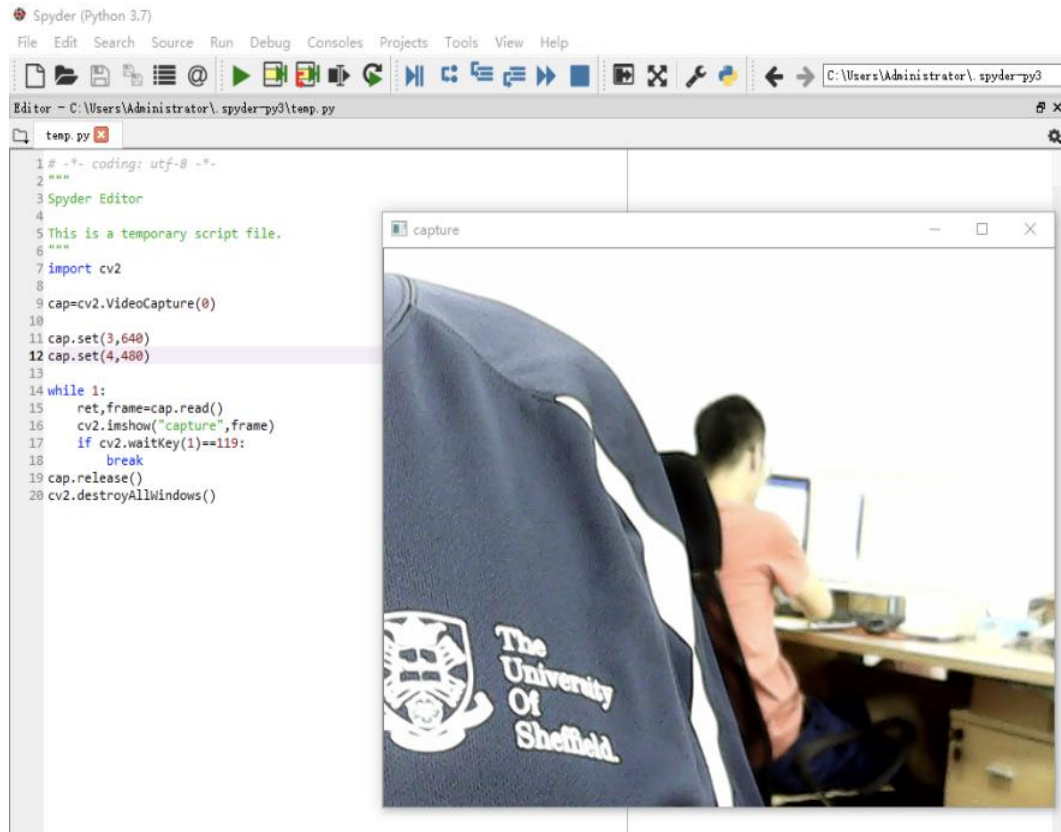 Spyder (Python 3.7)
File Edit Search Source Run Debug Consoles Projects Tools View Help
C:\Users\Administrator\.spyder-py3
Editor - C:\Users\Administrator\.spyder-py3\temp.py
temp.py
1 # -*- coding: utf-8 -*-
2 """
3 Spyder Editor
4
5 This is a temporary script file.
6 """
7 import cv2
8
9 cap=cv2.VideoCapture(0)
10
11 cap.set(3,640)
12 cap.set(4,480)
13
14 while 1:
15     ret,frame=cap.read()
16     cv2.imshow("capture",frame)
17     if cv2.waitKey(1)==119:
18         break
19 cap.release()
20 cv2.destroyAllWindows()
capture
The
University
Of
Sheffield.